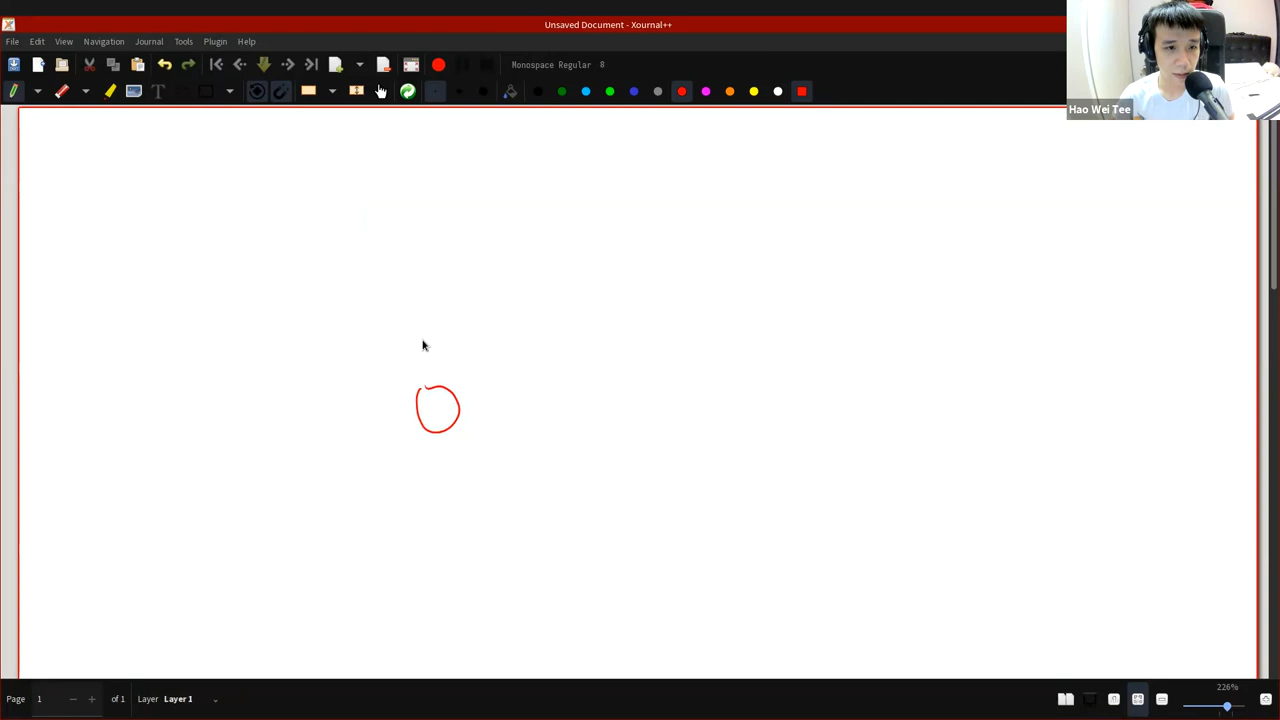 Unsaved Document - Xournal++
File Edit View Navigation Journal Tools Plugin Help
Monospace Regular 8
Hao Wei Tee
Page 1 of 1 Layer Layer 1
226%